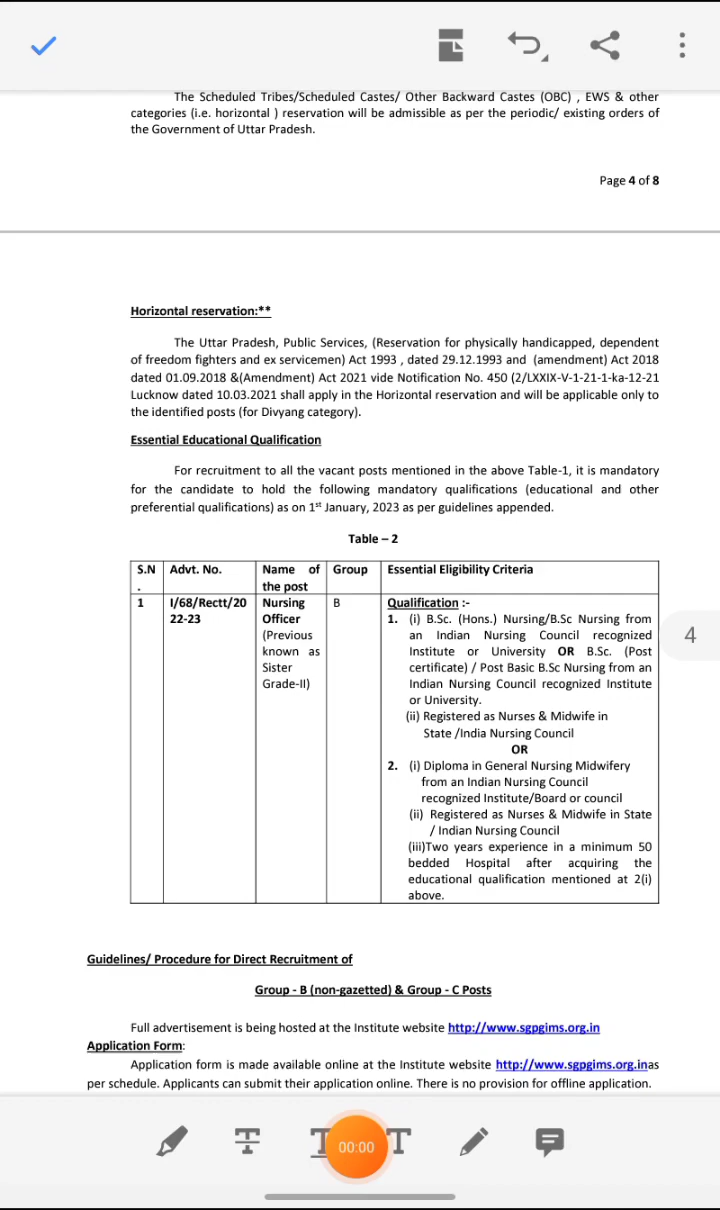 The Scheduled Tribes/Scheduled Castes/ Other Backward Castes (OBC) , EWS & other
categories (i.e. horizontal ) reservation will be admissible as per the periodic/ existing orders of
the Government of Uttar Pradesh.
Page 4 of 8
Horizontal reservation:**
The Uttar Pradesh, Public Services, (Reservation for physically handicapped, dependent
of freedom fighters and ex servicemen) Act 1993 , dated 29.12.1993 and (amendment) Act 2018
dated 01.09.2018 &(Amendment) Act 2021 vide Notification No. 450 (2/LXXIX-V-1-21-1-ka-12-21
Lucknow dated 10.03.2021 shall apply in the Horizontal reservation and will be applicable only to
the identified posts (for Divyang category).
Essential Educational Qualification
For recruitment to all the vacant posts mentioned in the above Table-1, it is mandatory
for the candidate to hold the following mandatory qualifications (educational and other
preferential qualifications) as on 1st January, 2023 as per guidelines appended.
Table – 2
S.N
.
Advt. No.
Name of
the post
Group
Essential Eligibility Criteria
1
I/68/Rectt/20
22-23
Nursing
Officer
(Previous
known as
Sister
Grade-II)
B
Qualification :-
1. (i) B.Sc. (Hons.) Nursing/B.Sc Nursing from
an Indian Nursing Council recognized
Institute or University OR B.Sc. (Post
certificate) / Post Basic B.Sc Nursing from an
Indian Nursing Council recognized Institute
or University.
(ii) Registered as Nurses & Midwife in
State /India Nursing Council
OR
2. (i) Diploma in General Nursing Midwifery
from an Indian Nursing Council
recognized Institute/Board or council
(ii) Registered as Nurses & Midwife in State
/ Indian Nursing Council
(iii)Two years experience in a minimum 50
bedded Hospital after acquiring the
educational qualification mentioned at 2(i)
above.
4
Guidelines/ Procedure for Direct Recruitment of
Group - B (non-gazetted) & Group - C Posts
Full advertisement is being hosted at the Institute website http://www.sgpgims.org.in
Application Form:
Application form is made available online at the Institute website http://www.sgpgims.org.inas
per schedule. Applicants can submit their application online. There is no provision for offline application.
00:00